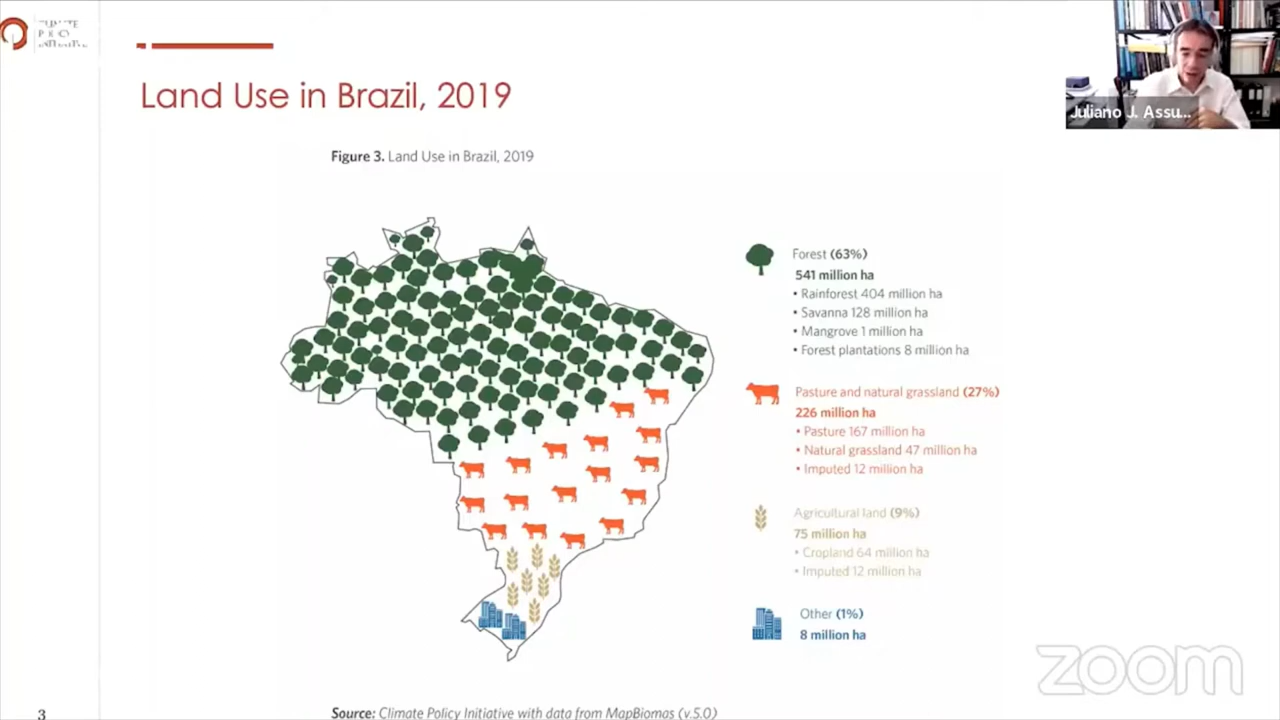 Land Use in Brazil, 2019
Juliano J. Assu...
Figure 3. Land Use in Brazil, 2019
Forest (63%)
541 million ha
• Rainforest 404 million ha
• Savanna 128 million ha
• Mangrove 1 million ha
• Forest plantations 8 million ha
Pasture and natural grassland (27%)
226 million ha
• Pasture 167 million ha
• Natural grassland 47 million ha
• Imputed 12 million ha
Agricultural land (9%)
75 million ha
• Cropland 64 million ha
• Imputed 12 million ha
Other (1%)
8 million ha
zoom
3
Source: Climate Policy Initiative with data from MapBiomas (v.5.0)